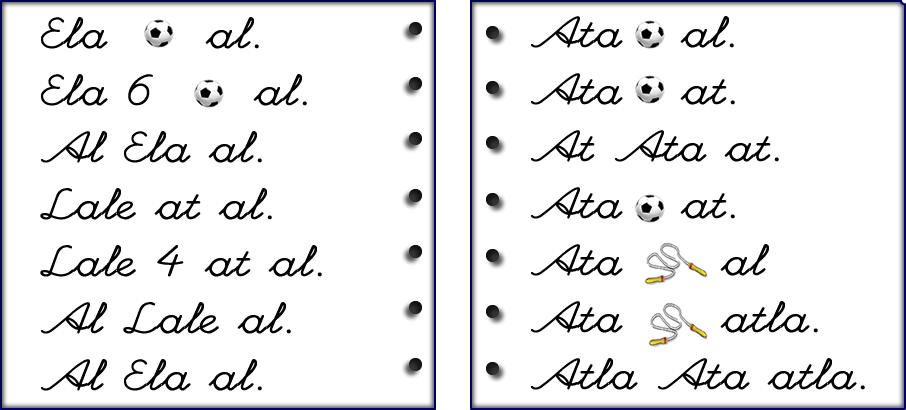 Ela al.
Ela 6 al.
Al Ela al.
Lale at al.
Lale 4 at al.
Al Lale al.
Al Ela al.
Ata al.
Ata at.
At Ata at.
Ata at.
Ata al
Ata atla.
Atla Ata atla.